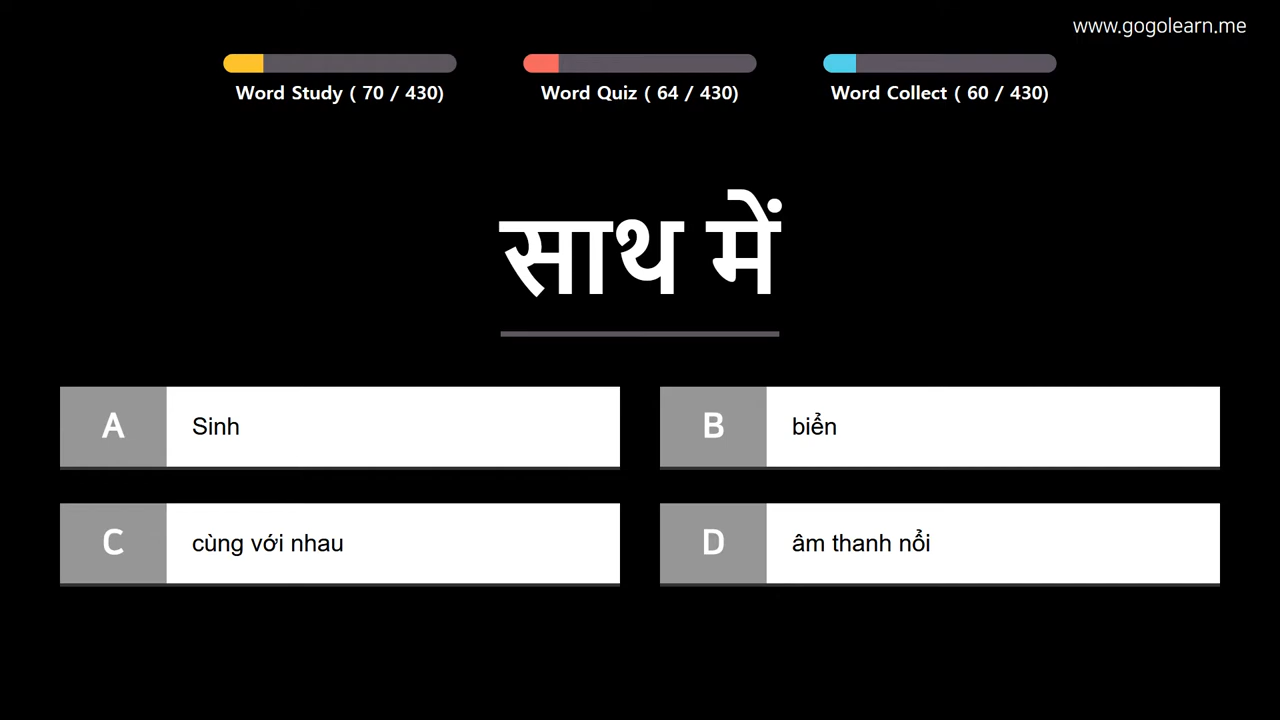 www.gogolearn.me
Word Study ( 70 / 430)
Word Quiz ( 64 / 430)
Word Collect ( 60 / 430)
साथ में
A
Sinh
B
biển
C
cùng với nhau
D
âm thanh nổi